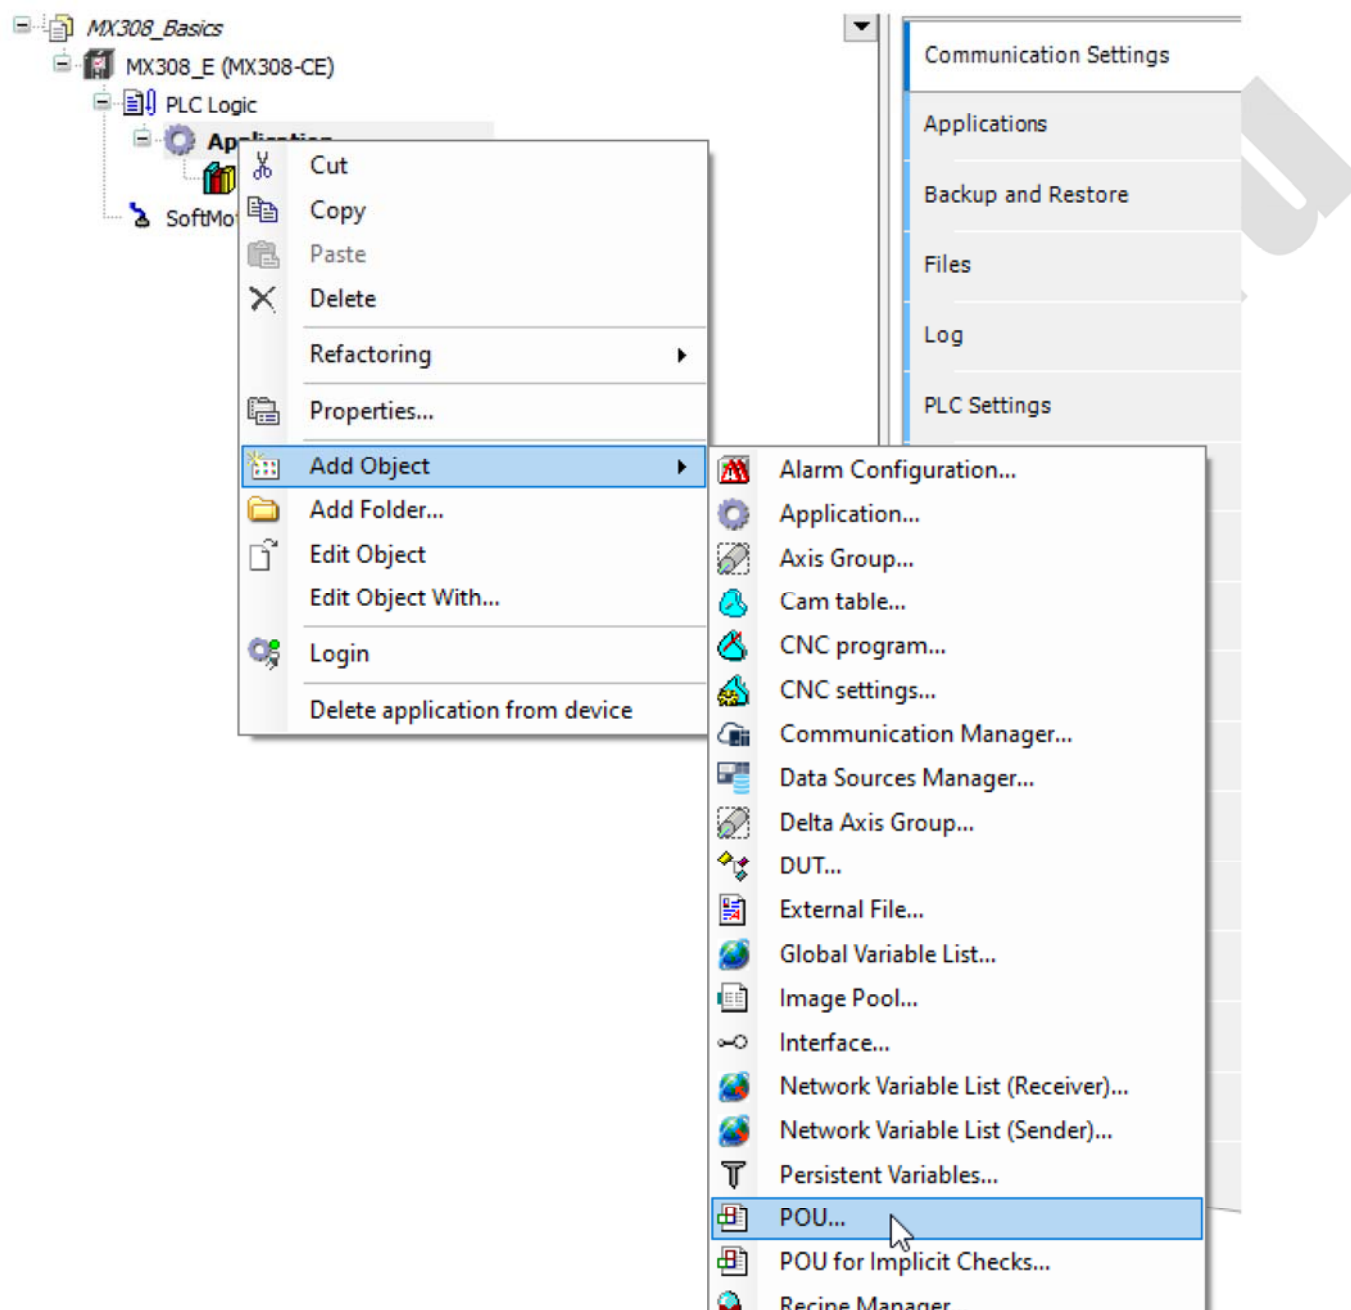 MX308_Basics
MX308_E (MX308-CE)
PLC Logic
Application
SoftMo
Cut
Copy
Paste
Delete
Refactoring
Properties...
Add Object
Add Folder...
Edit Object
Edit Object With...
Login
Delete application from device
Communication Settings
Applications
Backup and Restore
Files
Log
PLC Settings
Alarm Configuration...
Application...
Axis Group...
Cam table...
CNC program...
CNC settings...
Communication Manager...
Data Sources Manager...
Delta Axis Group...
DUT...
External File...
Global Variable List...
Image Pool...
Interface...
Network Variable List (Receiver)...
Network Variable List (Sender)...
Persistent Variables...
POU...
POU for Implicit Checks...
Recipe Manager...